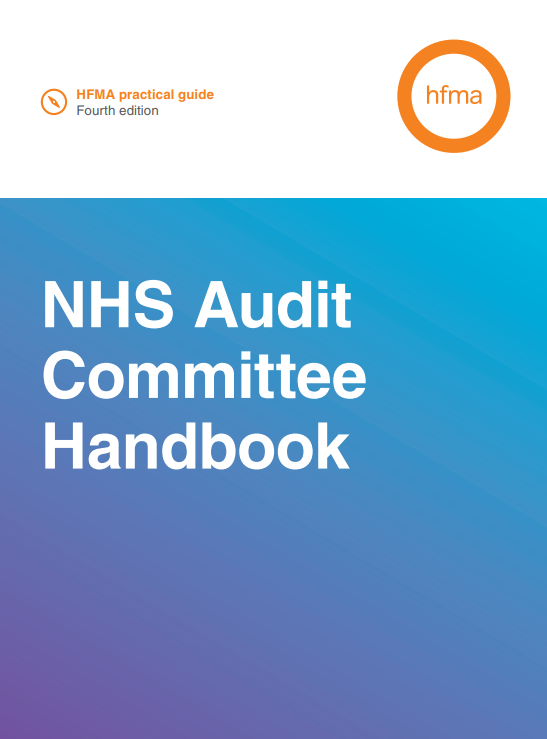 HFMA practical guide
Fourth edition
hfma
NHS Audit
Committee
Handbook